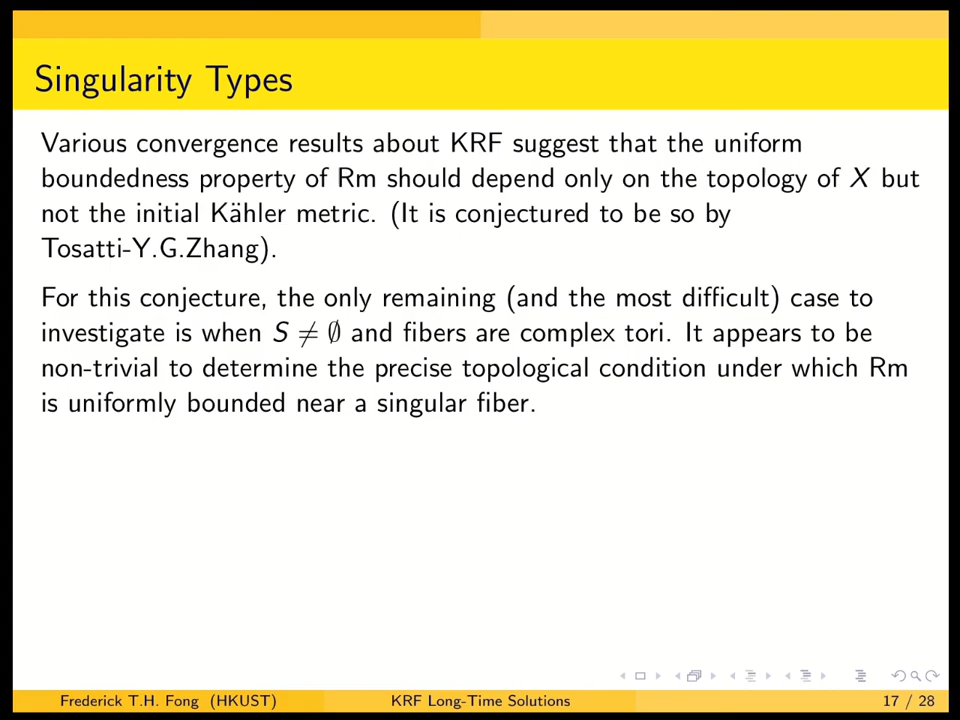 Singularity Types
Various convergence results about KRF suggest that the uniform
boundedness property of Rm should depend only on the topology of X but
not the initial Kähler metric. (It is conjectured to be so by
Tosatti-Y.G.Zhang).
For this conjecture, the only remaining (and the most difficult) case to
investigate is when S ≠ ∅ and fibers are complex tori. It appears to be
non-trivial to determine the precise topological condition under which Rm
is uniformly bounded near a singular fiber.
Frederick T.H. Fong (HKUST) KRF Long-Time Solutions 17 / 28